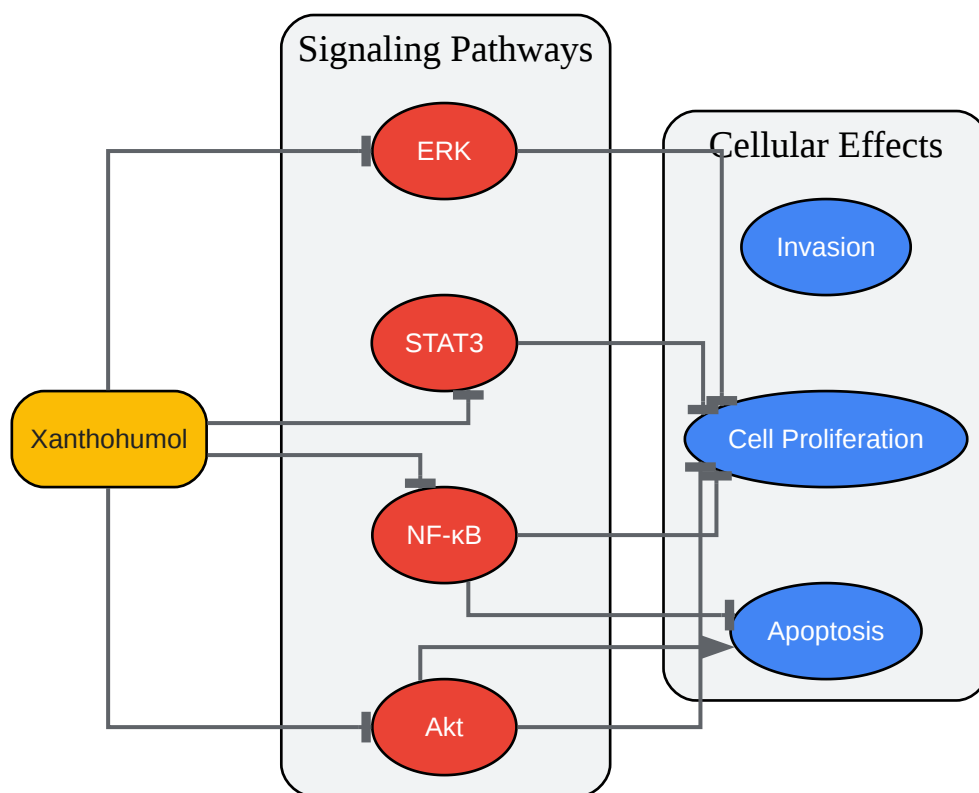 Signaling Pathways
ERK
STAT3
NF-κB
Akt
Xanthohumol
Cellular Effects
Invasion
Cell Proliferation
Apoptosis